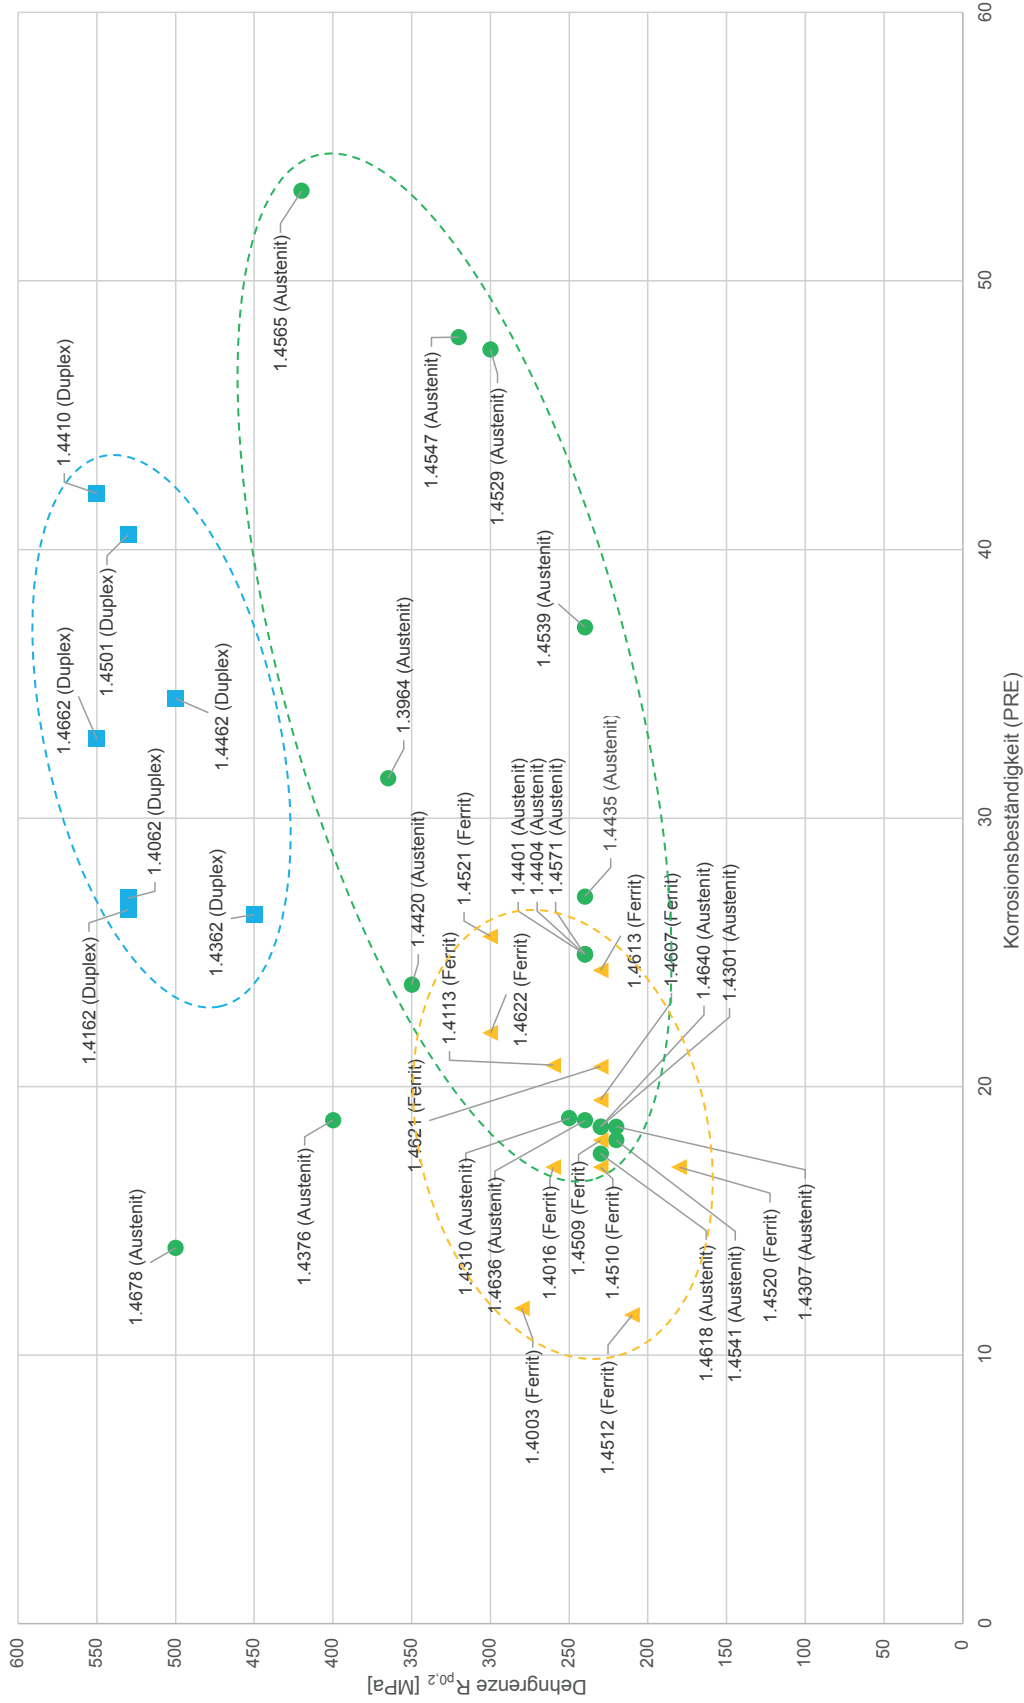 600
550
500
450
400
350
300
250
200
150
100
50
0
Dehngrenze Rp0,2 [MPa]
0
10
20
30
40
50
60
Korrosionsbeständigkeit (PRE)
1.4410 (Duplex)
1.4662 (Duplex)
1.4501 (Duplex)
1.4062 (Duplex)
1.4162 (Duplex)
1.4462 (Duplex)
1.4362 (Duplex)
1.4678 (Austenit)
1.4565 (Austenit)
1.4376 (Austenit)
1.3964 (Austenit)
1.4420 (Austenit)
1.4547 (Austenit)
1.4529 (Austenit)
1.4621 (Ferrit)
1.4113 (Ferrit)
1.4521 (Ferrit)
1.4622 (Ferrit)
1.4310 (Austenit)
1.4636 (Austenit)
1.4401 (Austenit)
1.4404 (Austenit)
1.4571 (Austenit)
1.4539 (Austenit)
1.4435 (Austenit)
1.4003 (Ferrit)
1.4016 (Ferrit)
1.4509 (Ferrit)
1.4510 (Ferrit)
1.4512 (Ferrit)
1.4613 (Ferrit)
1.4607 (Ferrit)
1.4640 (Austenit)
1.4301 (Austenit)
1.4618 (Austenit)
1.4541 (Austenit)
1.4520 (Ferrit)
1.4307 (Austenit)